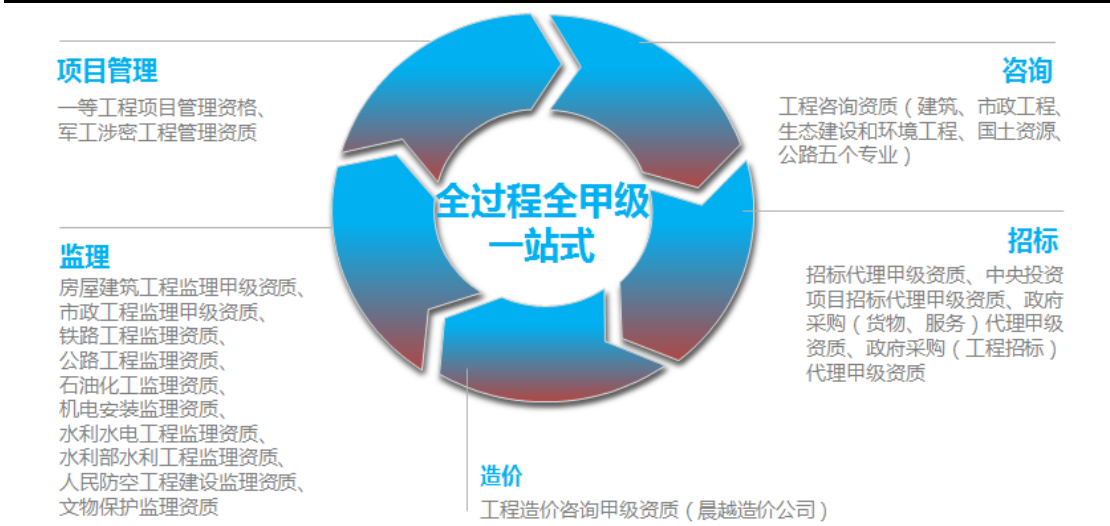 项目管理
一等工程项目管理资格、
军工涉密工程管理资质
咨询
工程咨询资质（建筑、市政工程、
生态建设和环境工程、国土资源、
公路五个专业）
全过程全甲级
一站式
监理
房屋建筑工程监理甲级资质、
市政工程监理甲级资质、
铁路工程监理资质、
公路工程监理资质、
石油化工监理资质、
机电安装监理资质、
水利水电工程监理资质、
水利部水利工程监理资质、
人民防空工程建设监理资质、
文物保护监理资质
招标
招标代理甲级资质、中央投资
项目招标代理甲级资质、政府
采购（货物、服务）代理甲级
资质、政府采购（工程招标）
代理甲级资质
造价
工程造价咨询甲级资质（晨越造价公司）